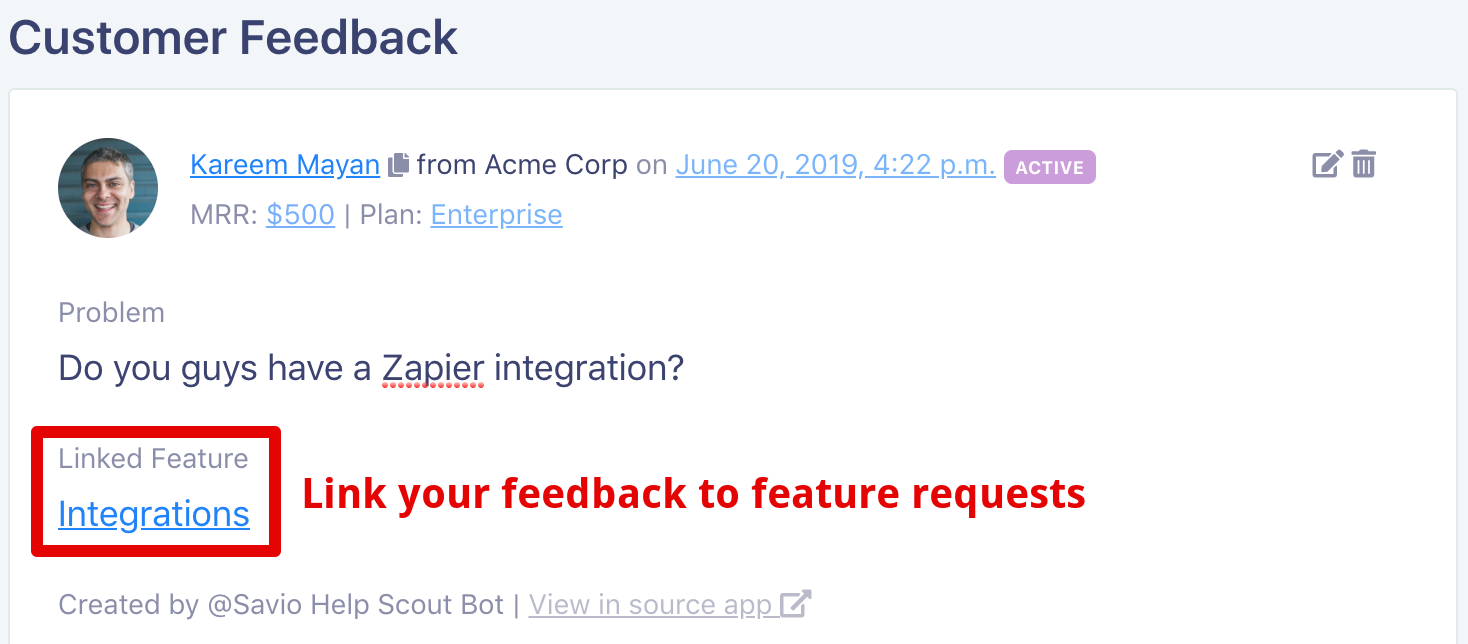 Customer Feedback
Kareem Mayan from Acme Corp on June 20, 2019, 4:22 p.m. ACTIVE
MRR: $500 | Plan: Enterprise
Problem
Do you guys have a Zapier integration?
Linked Feature
Integrations
Link your feedback to feature requests
Created by @Savio Help Scout Bot | View in source app